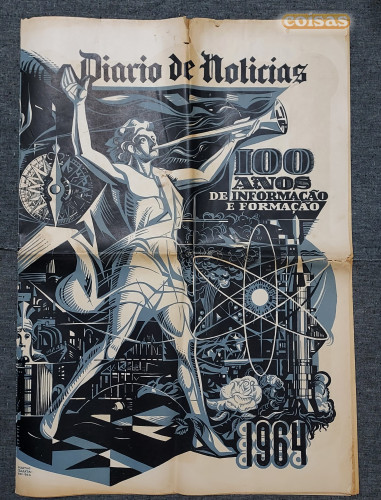 coisas
Diario de Noticias
100
ANOS
DE INFORMAÇÃO
E FORMAÇÃO
1964